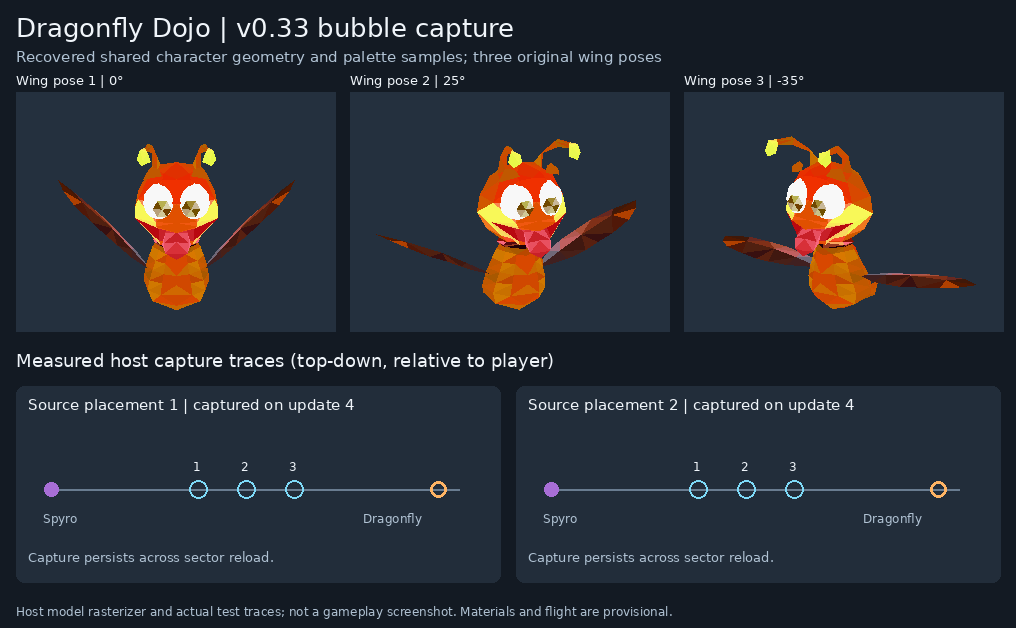 Dragonfly Dojo | v0.33 bubble capture
Recovered shared character geometry and palette samples; three original wing poses
Wing pose 1 | 0°
Wing pose 2 | 25°
Wing pose 3 | -35°
Measured host capture traces (top-down, relative to player)
Source placement 1 | captured on update 4
1 2 3
Spyro Dragonfly
Capture persists across sector reload.
Source placement 2 | captured on update 4
1 2 3
Spyro Dragonfly
Capture persists across sector reload.
Host model rasterizer and actual test traces; not a gameplay screenshot. Materials and flight are provisional.